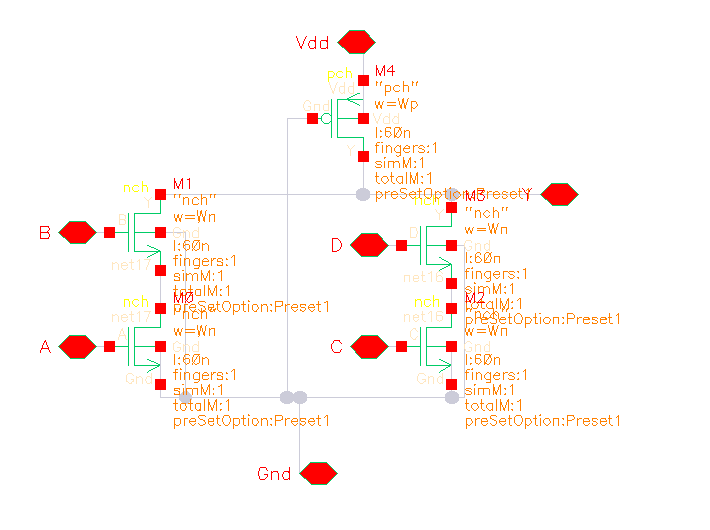 Vdd
pch
M4
Vdd
"pch"
w=Wp
Gnd
Vdd
l:60n
fingers:1
Y
simM:1
totalM:1
preSetOption:Preset1
nch
M1
Y
"nch"
w=Wn
B
B
Gnd
l:60n
net17
fingers:1
simM:1
totalM:1
preSetOption:Preset1
Y
nch
M3
Y
"nch"
w=Wn
D
D
Gnd
l:60n
net16
fingers:1
simM:1
totalM:1
preSetOption:Preset1
nch
M0
net17
"nch"
w=Wn
A
A
Gnd
l:60n
Gnd
fingers:1
simM:1
totalM:1
preSetOption:Preset1
nch
M2
net16
"nch"
w=Wn
C
C
Gnd
l:60n
Gnd
fingers:1
simM:1
totalM:1
preSetOption:Preset1
Gnd